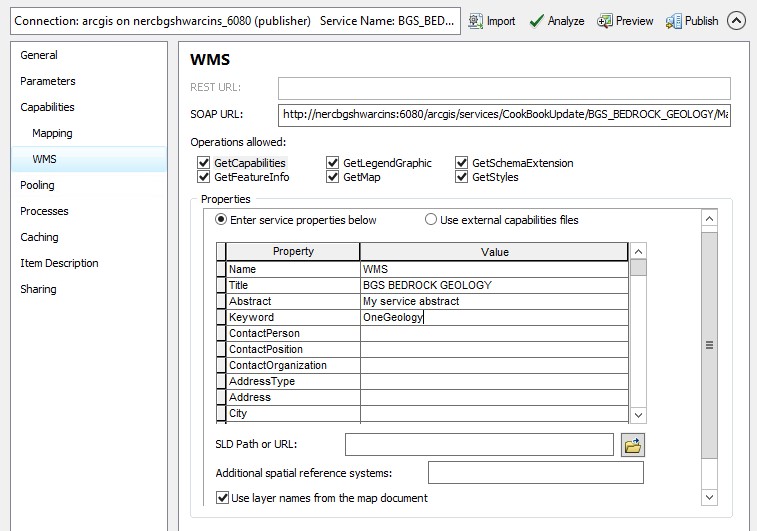 Connection: arcgis on nercbgshwarcins_6080 (publisher) Service Name: BGS_BED... Import Analyze Preview Publish
General
Parameters
Capabilities
Mapping
WMS
Pooling
Processes
Caching
Item Description
Sharing
WMS
REST URL:
SOAP URL: http://nercbgshwarcins:6080/arcgis/services/CookBookUpdate/BGS_BEDROCK_GEOLOGY/Ma
Operations allowed:
GetCapabilities GetLegendGraphic GetSchemaExtension
GetFeatureInfo GetMap GetStyles
Properties
Enter service properties below Use external capabilities files
Property Value
Name WMS
Title BGS BEDROCK GEOLOGY
Abstract My service abstract
Keyword OneGeology
ContactPerson
ContactPosition
ContactOrganization
AddressType
Address
City
SLD Path or URL:
Additional spatial reference systems:
Use layer names from the map document